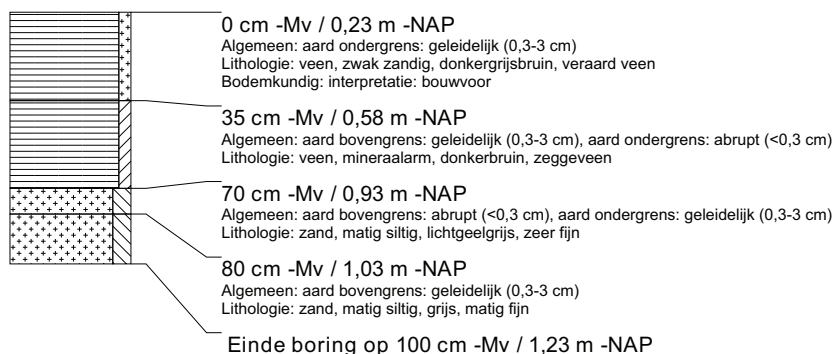 0 cm -Mv / 0,23 m -NAP
Algemeen: aard ondergrens: geleidelijk (0,3-3 cm)
Lithologie: veen, zwak zandig, donkergrijsbruin, veraard veen
Bodemkundig: interpretatie: bouwvoor
35 cm -Mv / 0,58 m -NAP
Algemeen: aard bovengrens: geleidelijk (0,3-3 cm), aard ondergrens: abrupt (<0,3 cm)
Lithologie: veen, mineraalarm, donkerbruin, zeggeveen
70 cm -Mv / 0,93 m -NAP
Algemeen: aard bovengrens: abrupt (<0,3 cm), aard ondergrens: geleidelijk (0,3-3 cm)
Lithologie: zand, matig siltig, lichtgeelgrijs, zeer fijn
80 cm -Mv / 1,03 m -NAP
Algemeen: aard bovengrens: geleidelijk (0,3-3 cm)
Lithologie: zand, matig siltig, grijs, matig fijn
Einde boring op 100 cm -Mv / 1,23 m -NAP